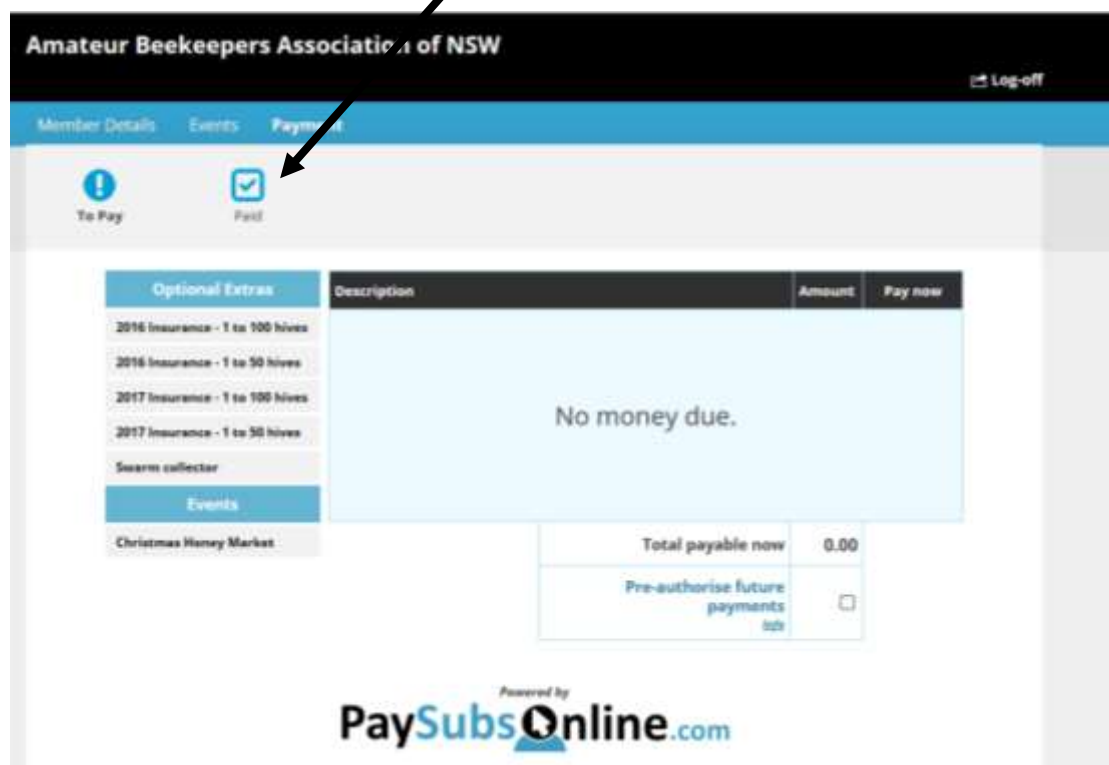 Amateur Beekeepers Association of NSW
Log-off
Member Details Events Payment
To Pay Paid
Optional Extras
2016 Insurance - 1 to 100 hives
2016 Insurance - 1 to 50 hives
2017 Insurance - 1 to 100 hives
2017 Insurance - 1 to 50 hives
Swarm collector
Events
Christmas Honey Market
Description Amount Pay now
No money due.
Total payable now 0.00
Pre-authorise future
payments
Powered by
PaySubsOnline.com